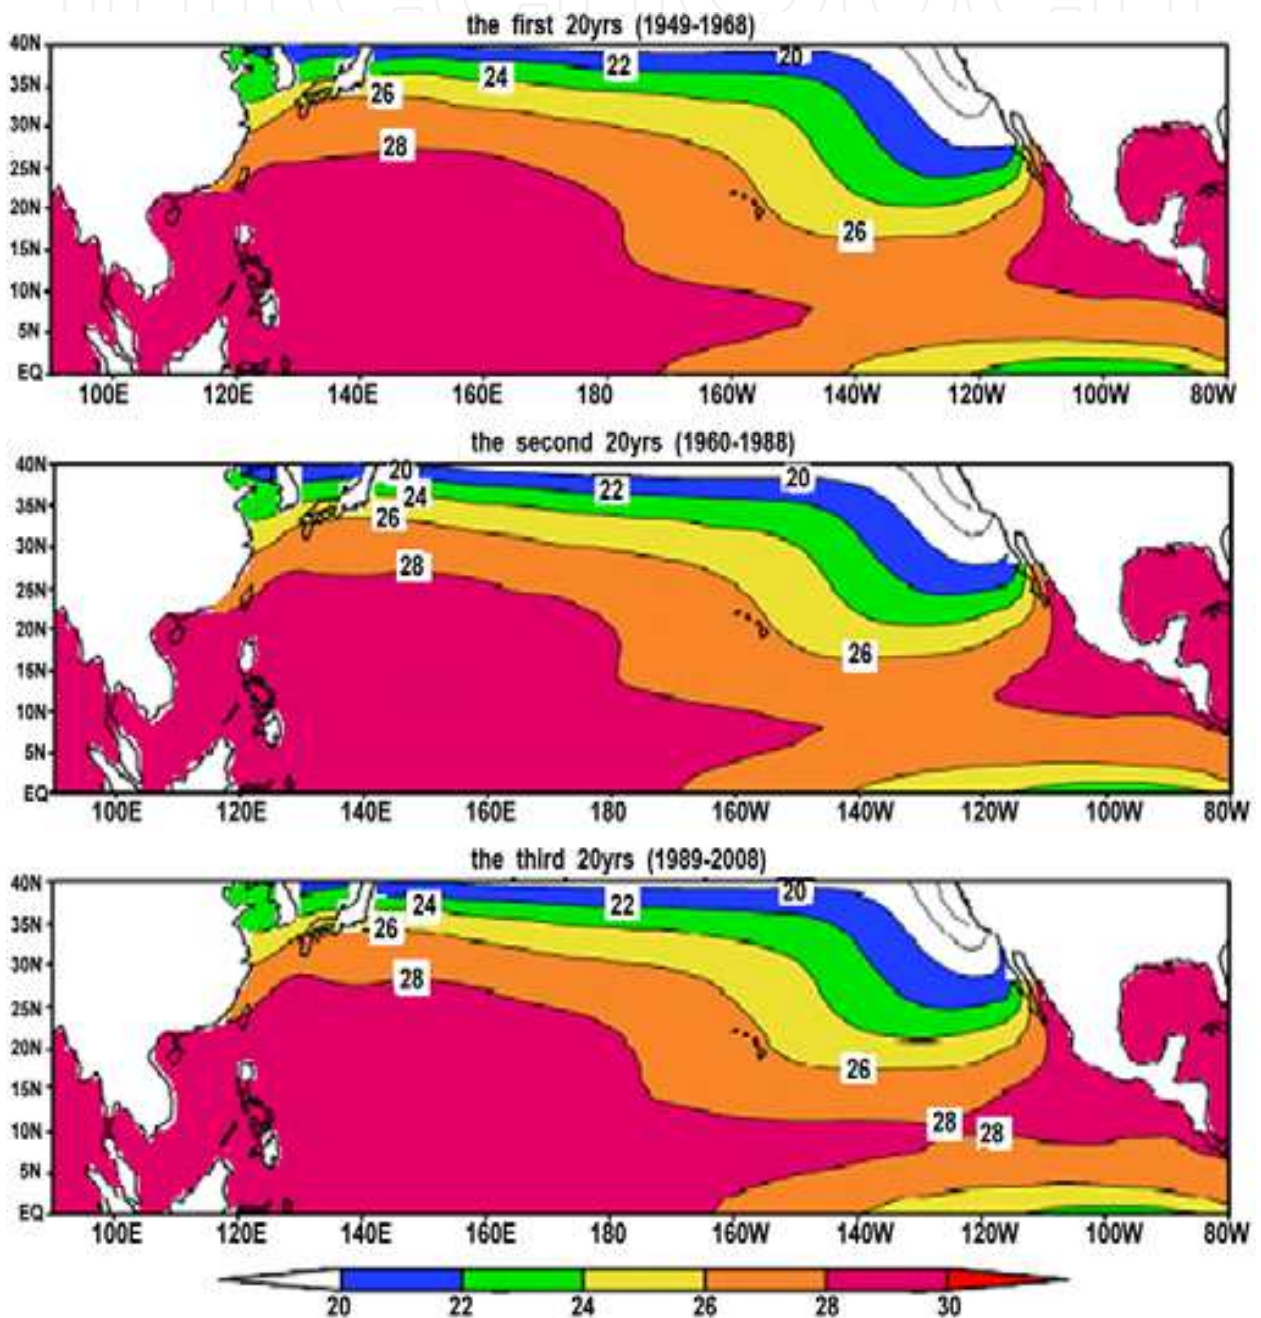 the first 20yrs (1949-1968)
40N
20
22
24
35N
26
30N
28
25N
20N
26
15N
10N
5N
EQ
100E 120E 140E 160E 180 160W 140W 120W 100W 80W
the second 20yrs (1960-1988)
40N
20
20
22
24
35N
26
30N
28
25N
20N
26
15N
10N
5N
EQ
100E 120E 140E 160E 180 160W 140W 120W 100W 80W
the third 20yrs (1989-2008)
40N
20
24
22
35N
26
30N
28
25N
20N
26
15N
28
28
10N
5N
EQ
100E 120E 140E 160E 180 160W 140W 120W 100W 80W
20 22 24 26 28 30